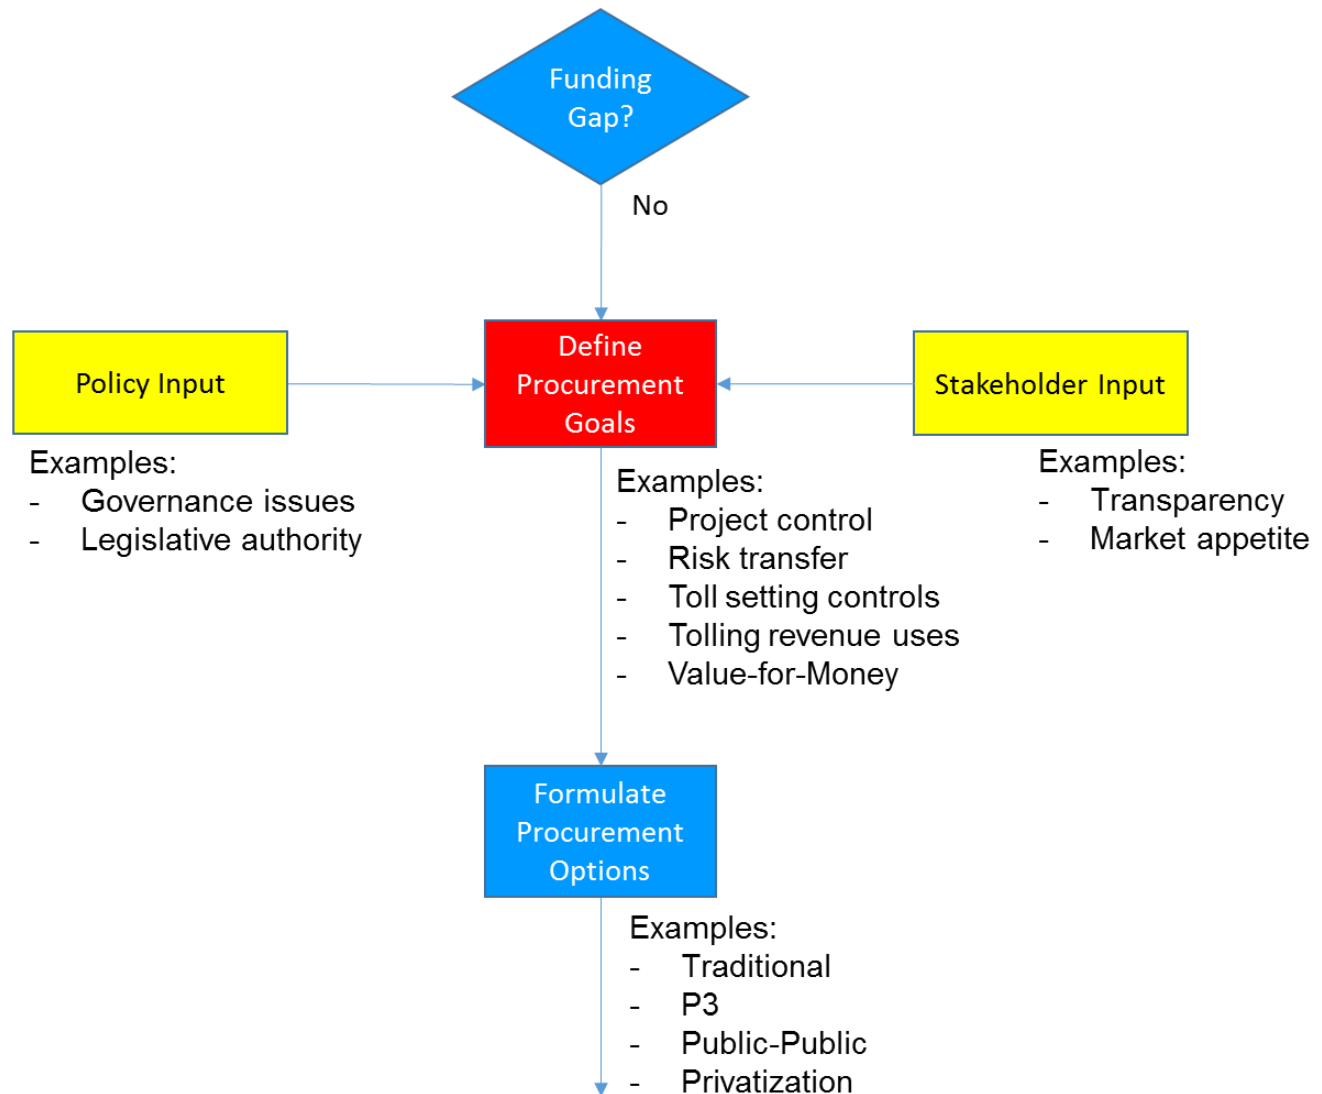 Funding
Gap?
No
Policy Input
Define
Procurement
Goals
Stakeholder Input
Examples:
- Governance issues
- Legislative authority
Examples:
- Project control
- Risk transfer
- Toll setting controls
- Tolling revenue uses
- Value-for-Money
Examples:
- Transparency
- Market appetite
Formulate
Procurement
Options
Examples:
- Traditional
- P3
- Public-Public
- Privatization